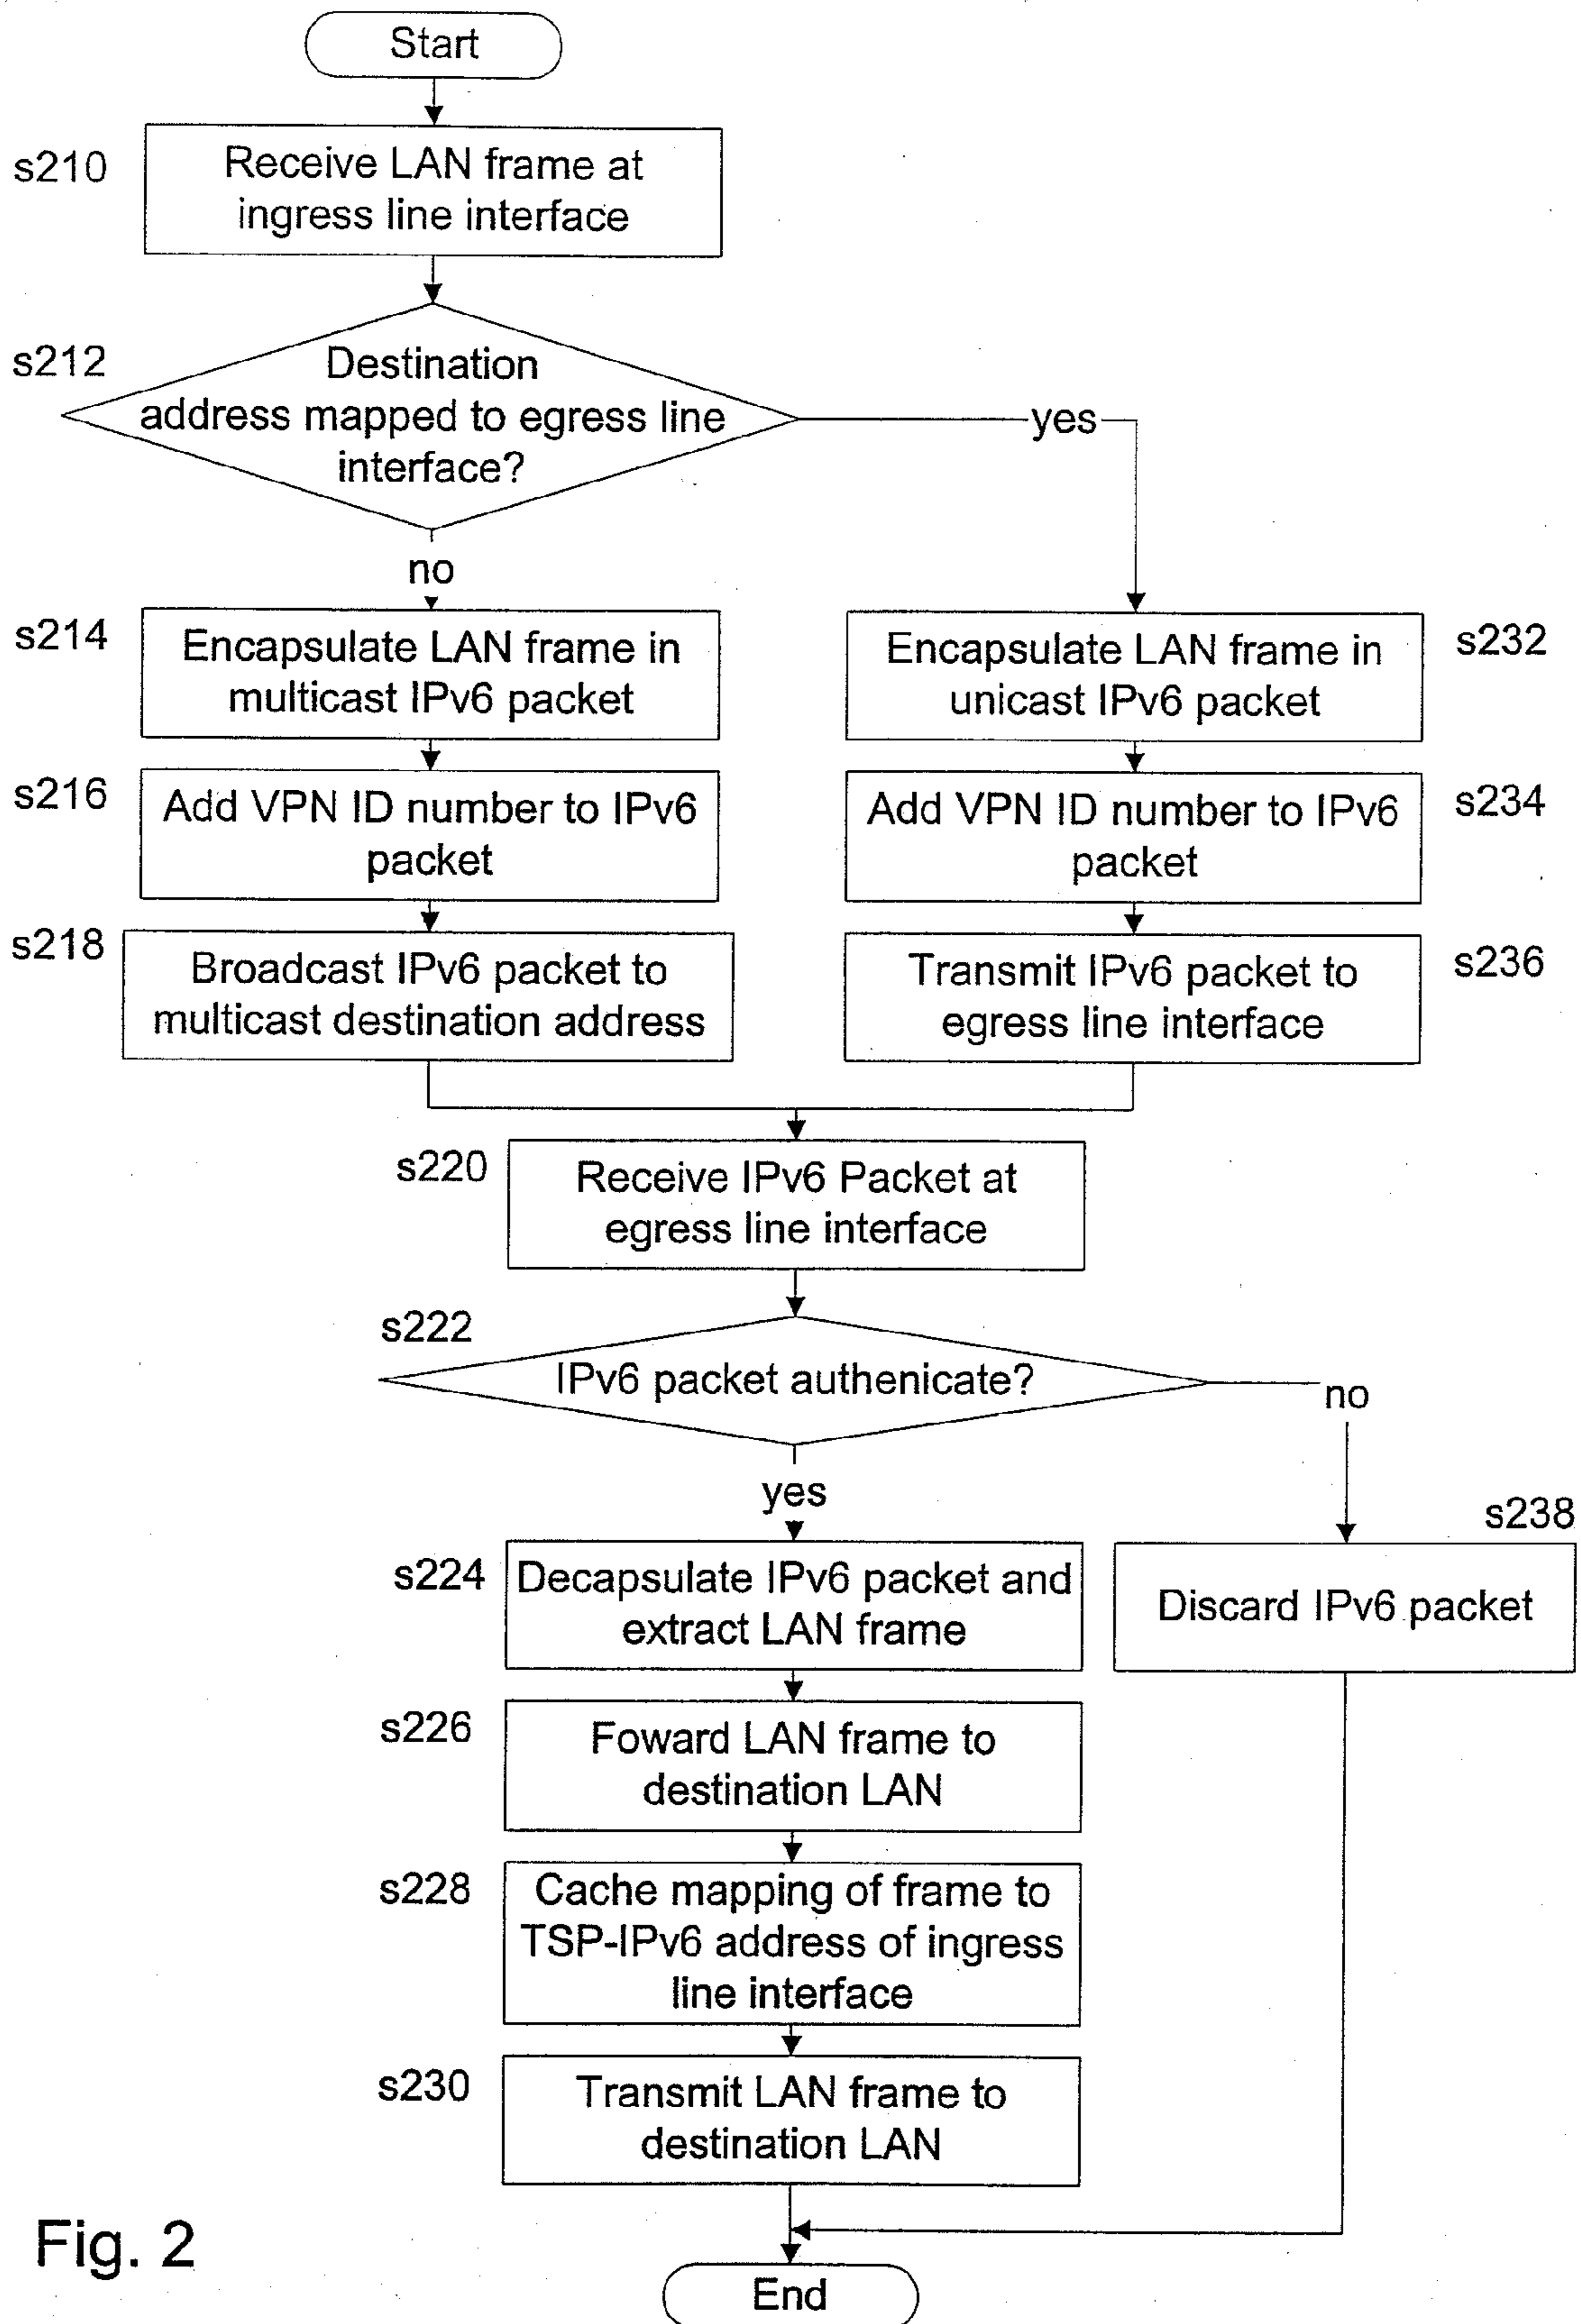 Start
s210
Receive LAN frame at
ingress line interface
s212
Destination
address mapped to egress line
interface?
yes
no
s214
Encapsulate LAN frame in
multicast IPv6 packet
Encapsulate LAN frame in
unicast IPv6 packet
s232
s216
Add VPN ID number to IPv6
packet
Add VPN ID number to IPv6
packet
s234
s218
Broadcast IPv6 packet to
multicast destination address
Transmit IPv6 packet to
egress line interface
s236
s220
Receive IPv6 Packet at
egress line interface
s222
IPv6 packet authenicate?
no
yes
s238
s224
Decapsulate IPv6 packet and
extract LAN frame
Discard IPv6 packet
s226
Foward LAN frame to
destination LAN
s228
Cache mapping of frame to
TSP-IPv6 address of ingress
line interface
s230
Transmit LAN frame to
destination LAN
Fig. 2
End